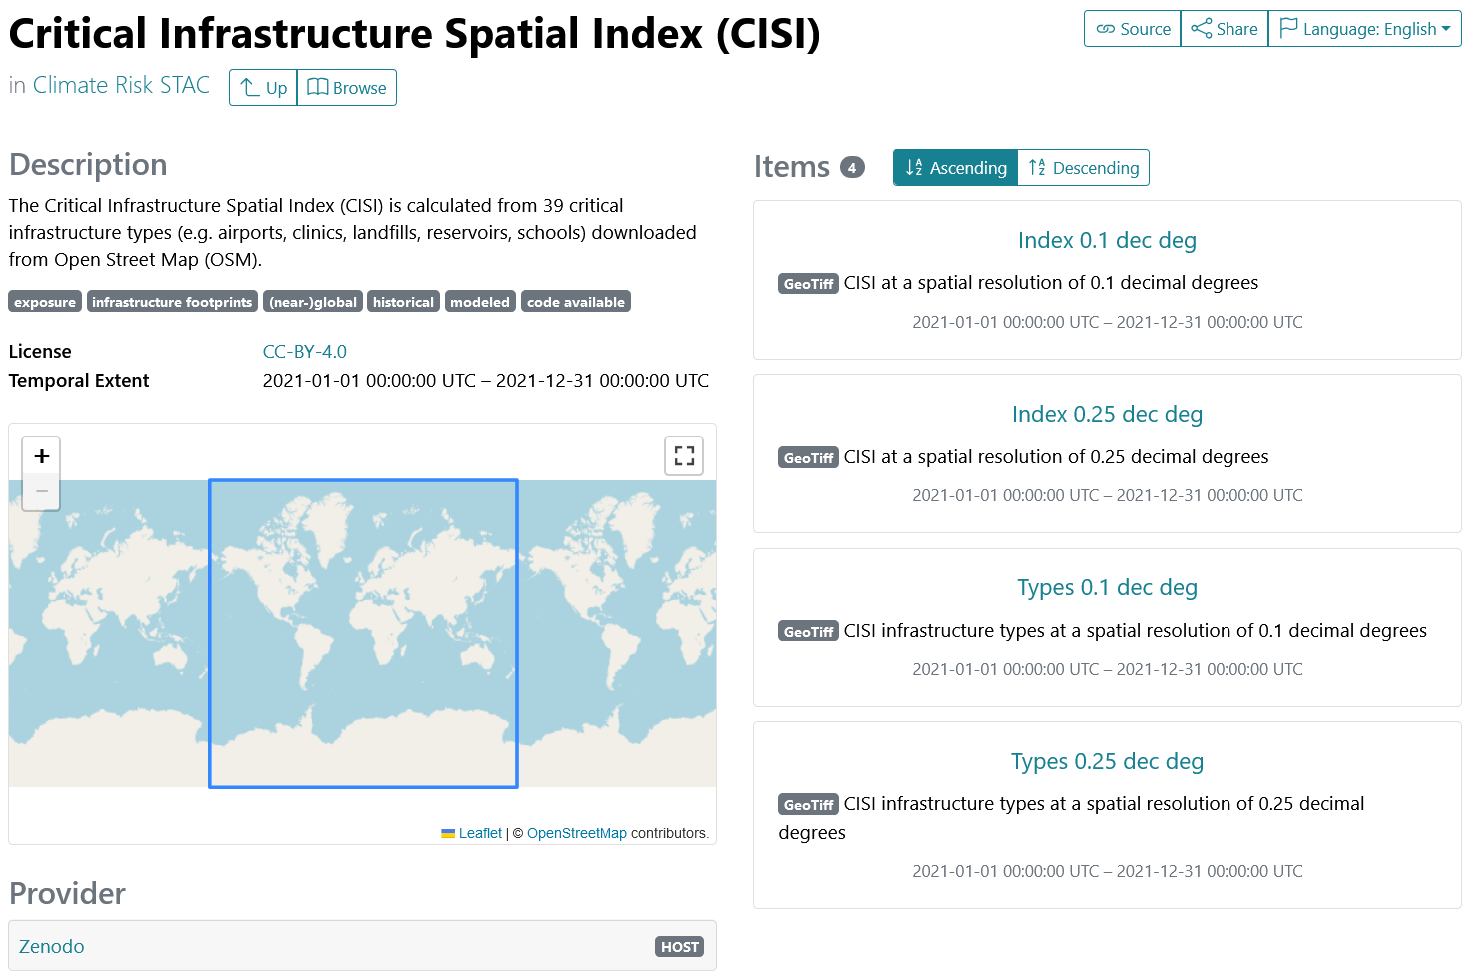 Critical Infrastructure Spatial Index (CISI)
Source
Share
Language: English
in Climate Risk STAC
Up
Browse
Description
The Critical Infrastructure Spatial Index (CISI) is calculated from 39 critical
infrastructure types (e.g. airports, clinics, landfills, reservoirs, schools) downloaded
from Open Street Map (OSM).
exposure infrastructure footprints (near-)global historical modeled code available
License CC-BY-4.0
Temporal Extent 2021-01-01 00:00:00 UTC – 2021-12-31 00:00:00 UTC
+
−
Leaflet | © OpenStreetMap contributors.
Provider
Zenodo HOST
Items 4
Ascending
Descending
Index 0.1 dec deg
GeoTiff CISI at a spatial resolution of 0.1 decimal degrees
2021-01-01 00:00:00 UTC – 2021-12-31 00:00:00 UTC
Index 0.25 dec deg
GeoTiff CISI at a spatial resolution of 0.25 decimal degrees
2021-01-01 00:00:00 UTC – 2021-12-31 00:00:00 UTC
Types 0.1 dec deg
GeoTiff CISI infrastructure types at a spatial resolution of 0.1 decimal degrees
2021-01-01 00:00:00 UTC – 2021-12-31 00:00:00 UTC
Types 0.25 dec deg
GeoTiff CISI infrastructure types at a spatial resolution of 0.25 decimal
degrees
2021-01-01 00:00:00 UTC – 2021-12-31 00:00:00 UTC